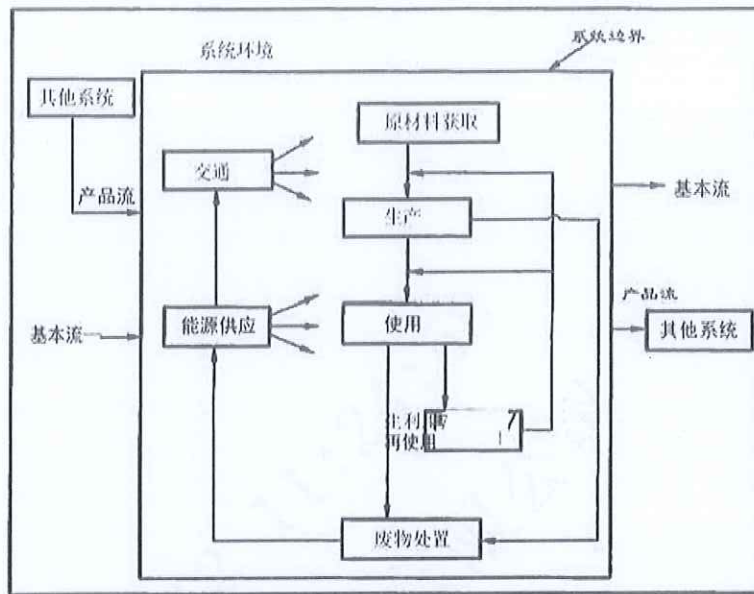 系统环境
系统边界
其他系统
原材料获取
交通
产品流
基本流
生产
产品流
基本流
能源供应
使用
其他系统
再使用
废物处置